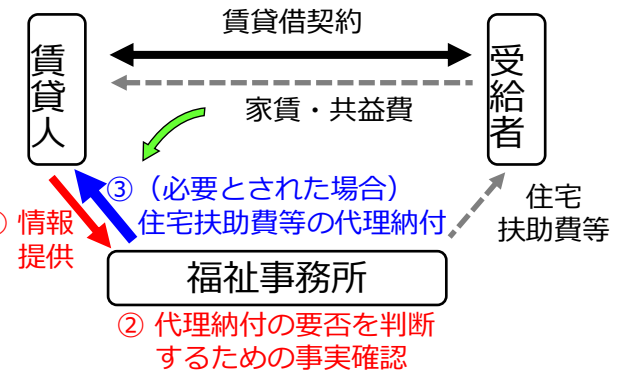 賃貸借契約
賃貸人
受給者
家賃・共益費
③（必要とされた場合）
住宅扶助費等の代理納付
情報
提供
住宅
扶助費等
福祉事務所
② 代理納付の要否を判断
するための事実確認